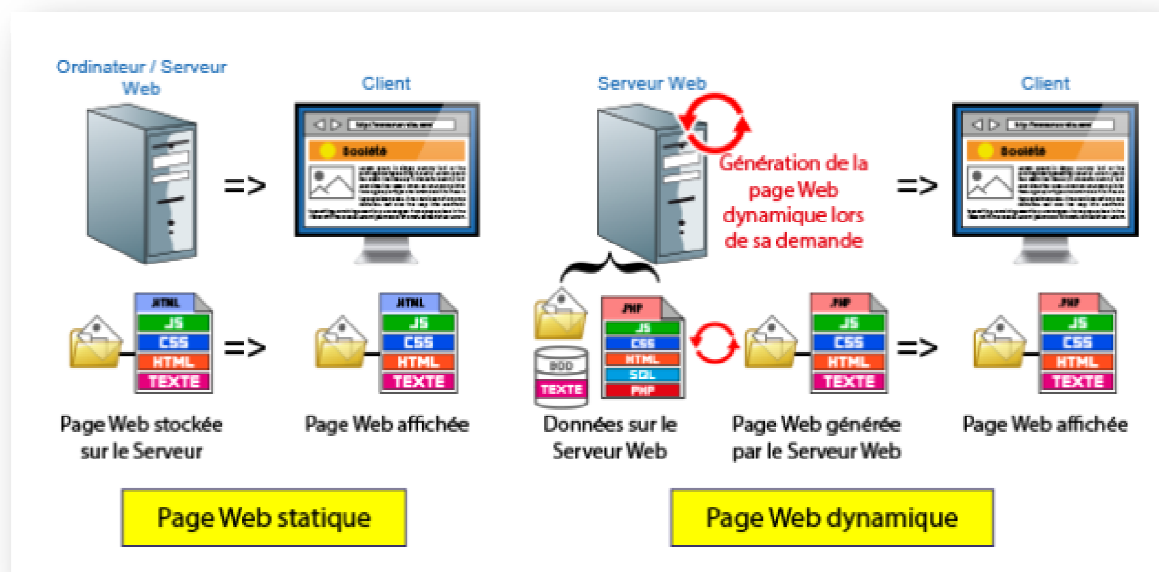 Ordinateur / Serveur
Web
Client
Société
=>
.HTML
JS
CSS
HTML
TEXTE
=>
.HTML
JS
CSS
HTML
TEXTE
Page Web stockée
sur le Serveur
Page Web affichée
Page Web statique
Serveur Web
Génération de la
page Web
dynamique lors
de sa demande
=>
Client
Société
BDD
TEXTE
.PHP
JS
CSS
HTML
SQL
PHP
.PHP
JS
CSS
HTML
TEXTE
=>
.PHP
JS
CSS
HTML
TEXTE
Données sur le
Serveur Web
Page Web générée
par le Serveur Web
Page Web affichée
Page Web dynamique